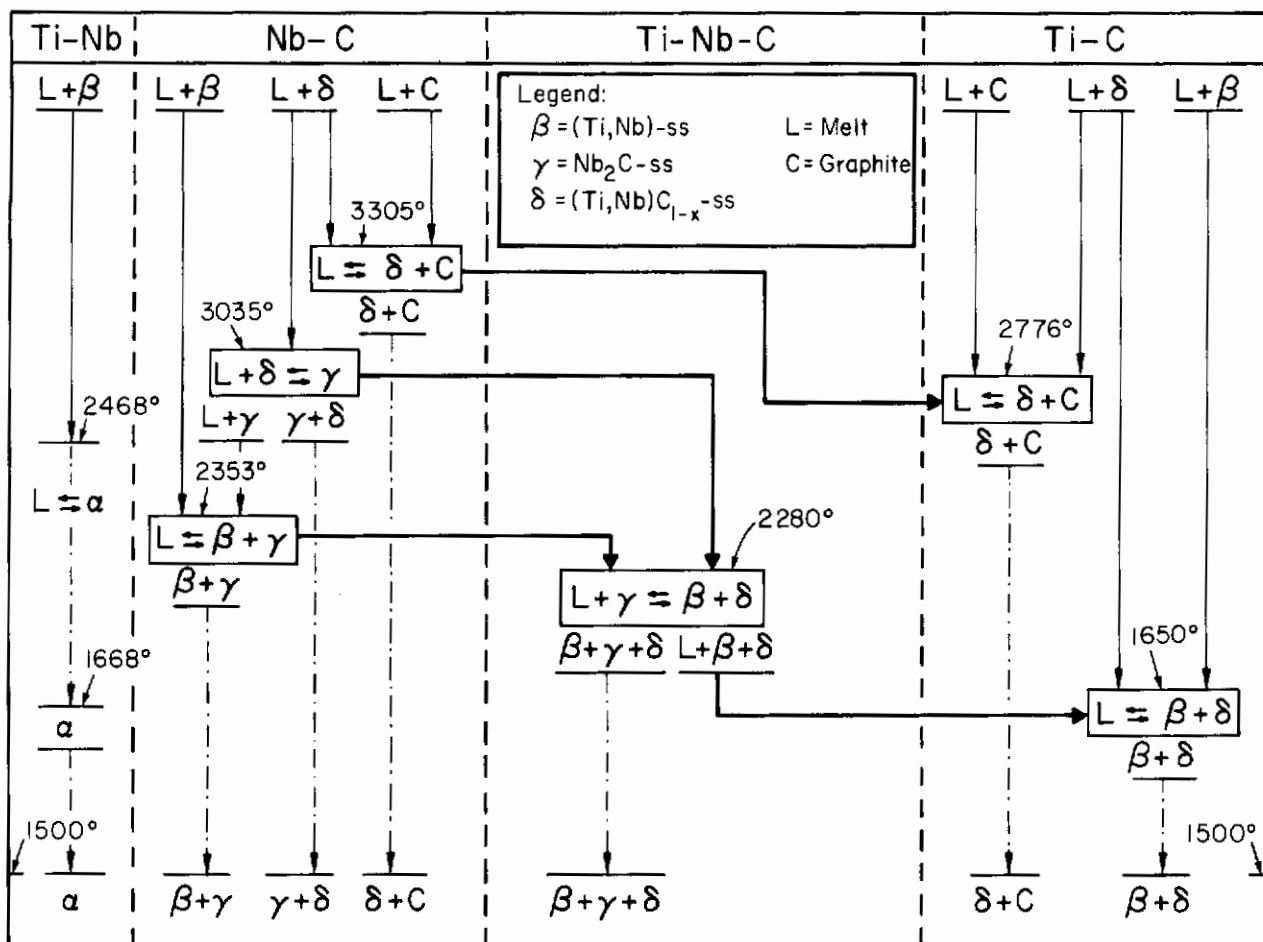 Ti-Nb Nb-C Ti-Nb-C Ti-C
L+β L+β L+δ L+C L+C L+δ L+β
Legend:
β = (Ti,Nb)-ss L = Melt
γ = Nb₂C-ss C = Graphite
δ = (Ti,Nb)C₁₋ₓ-ss
3305°
L ⇆ δ + C
δ+C
3035°
L+δ ⇆ γ
L+γ γ+δ
2776°
L ⇆ δ+C
δ+C
2468°
L ⇆ α
2353°
L ⇆ β + γ
β+γ
2280°
L + γ ⇆ β + δ
β+γ+δ L+β+δ
1668°
α
1650°
L ⇆ β + δ
β+δ
1500° 1500°
α β+γ γ+δ δ+C β+γ+δ δ+C β+δ